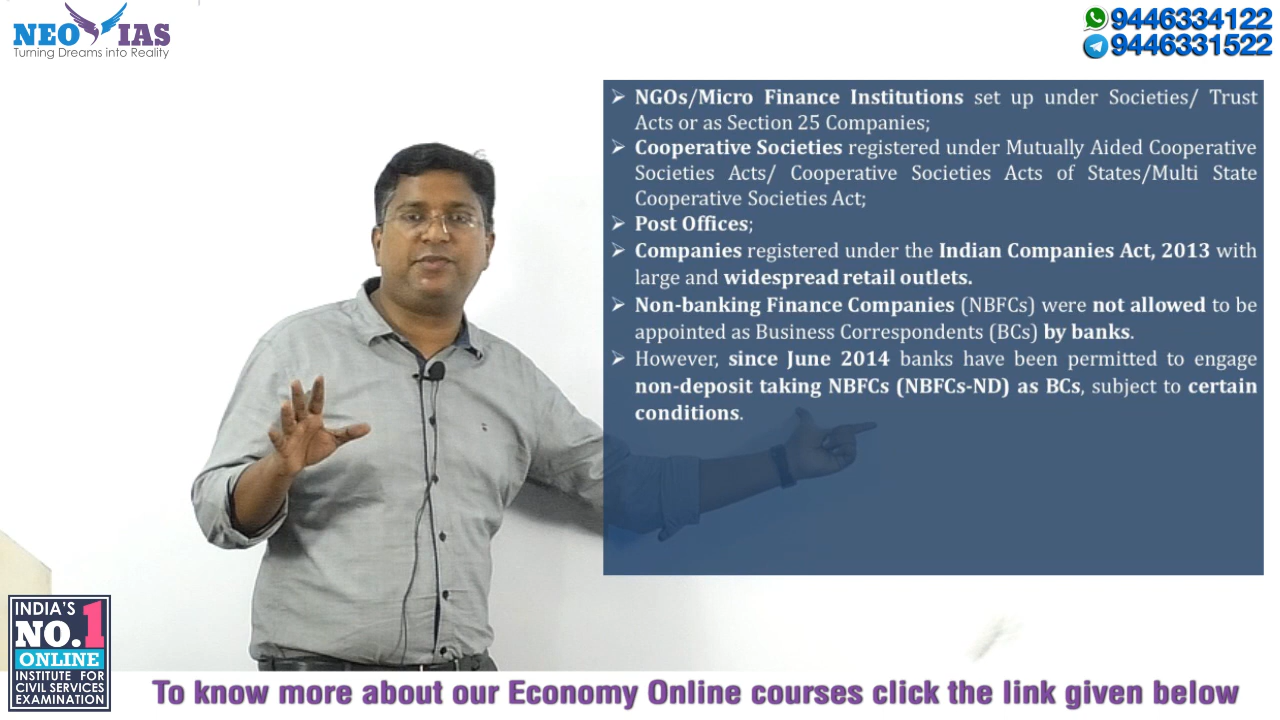 NEO IAS
Turning Dreams into Reality
9446334122
9446331522
➢ NGOs/Micro Finance Institutions set up under Societies/ Trust
Acts or as Section 25 Companies;
➢ Cooperative Societies registered under Mutually Aided Cooperative
Societies Acts/ Cooperative Societies Acts of States/Multi State
Cooperative Societies Act;
➢ Post Offices;
➢ Companies registered under the Indian Companies Act, 2013 with
large and widespread retail outlets.
➢ Non-banking Finance Companies (NBFCs) were not allowed to be
appointed as Business Correspondents (BCs) by banks.
➢ However, since June 2014 banks have been permitted to engage
non-deposit taking NBFCs (NBFCs-ND) as BCs, subject to certain
conditions.
INDIA'S
NO.1
ONLINE
INSTITUTE FOR
CIVIL SERVICES
EXAMINATION
To know more about our Economy Online courses click the link given below